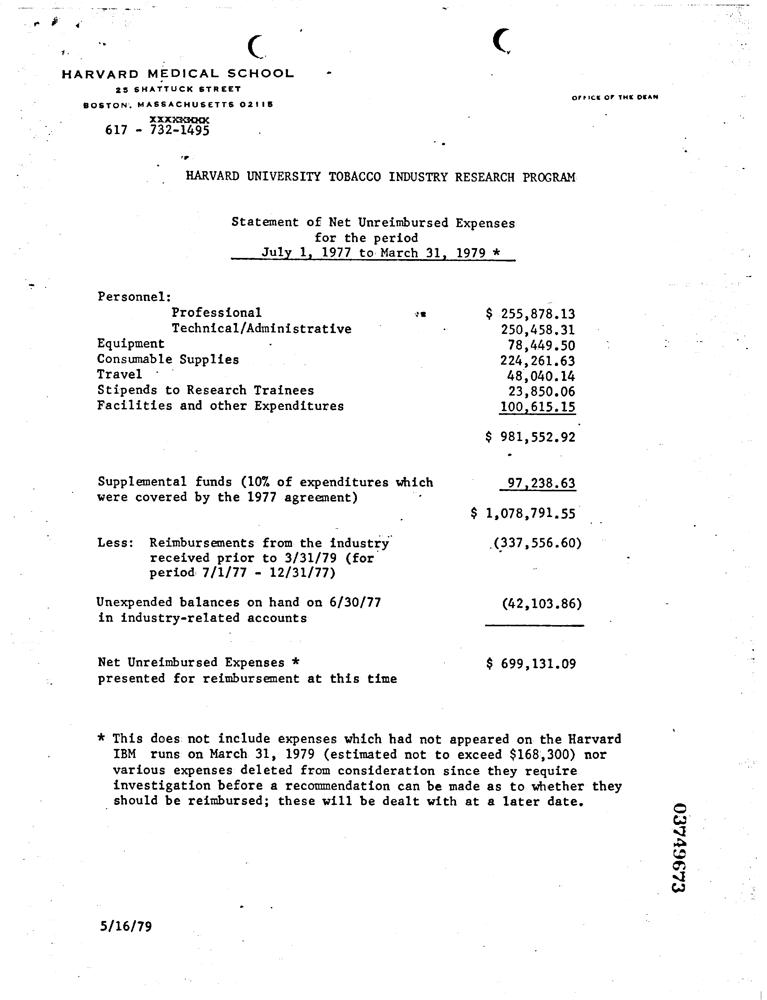 HARVARD MEDICAL SCHOOL
25 SHATTUCK STREET
BOSTON, MASSACHUSETTS 02115
OFFICE OF THE DEAN
XXXXXXXX
617 - 732-1495
HARVARD UNIVERSITY TOBACCO INDUSTRY RESEARCH PROGRAM
Statement of Net Unreimbursed Expenses
for the period
July 1, 1977 to March 31, 1979 *
Personnel:
Professional $ 255,878.13
Technical/Administrative 250,458.31
Equipment 78,449.50
Consumable Supplies 224,261.63
Travel 48,040.14
Stipends to Research Trainees 23,850.06
Facilities and other Expenditures 100,615.15
$ 981,552.92
Supplemental funds (10% of expenditures which 97,238.63
were covered by the 1977 agreement)
$ 1,078,791.55
Less: Reimbursements from the industry (337,556.60)
received prior to 3/31/79 (for
period 7/1/77 - 12/31/77)
Unexpended balances on hand on 6/30/77 (42,103.86)
in industry-related accounts
Net Unreimbursed Expenses * $ 699,131.09
presented for reimbursement at this time
* This does not include expenses which had not appeared on the Harvard
IBM runs on March 31, 1979 (estimated not to exceed $168,300) nor
various expenses deleted from consideration since they require
investigation before a recommendation can be made as to whether they
should be reimbursed; these will be dealt with at a later date.
03749673
5/16/79